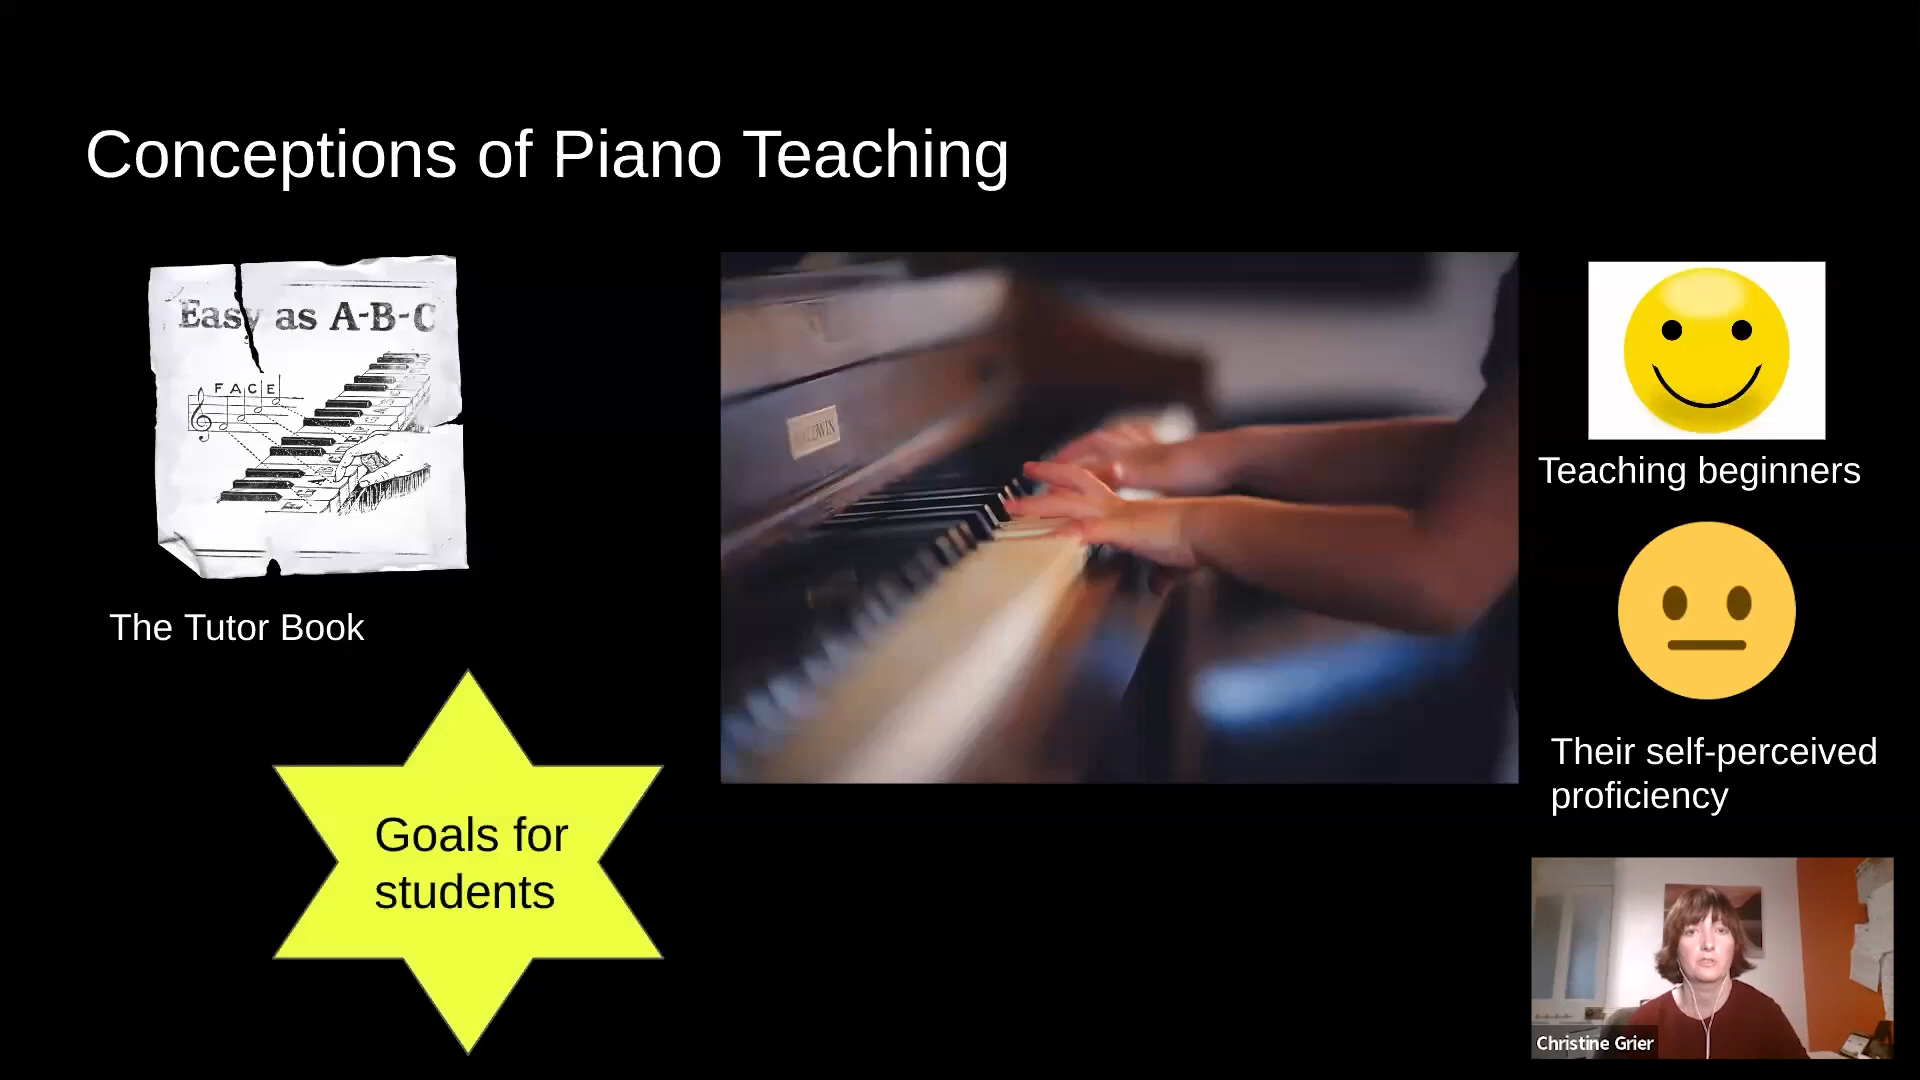 Conceptions of Piano Teaching
Easy as A-B-C
F A C E
The Tutor Book
Goals for
students
Teaching beginners
Their self-perceived
proficiency
Christine Grier